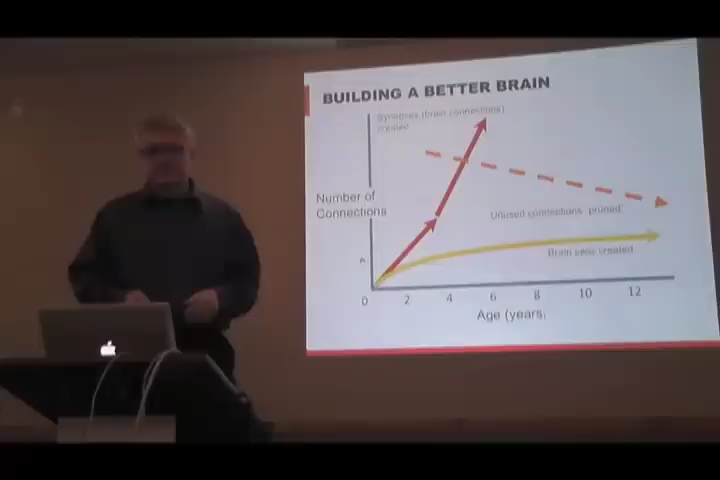 BUILDING A BETTER BRAIN
Synapses (brain connections)
created
Number of
Connections
Unused connections "pruned"
Brain cells created
0 2 4 6 8 10 12
Age (years)